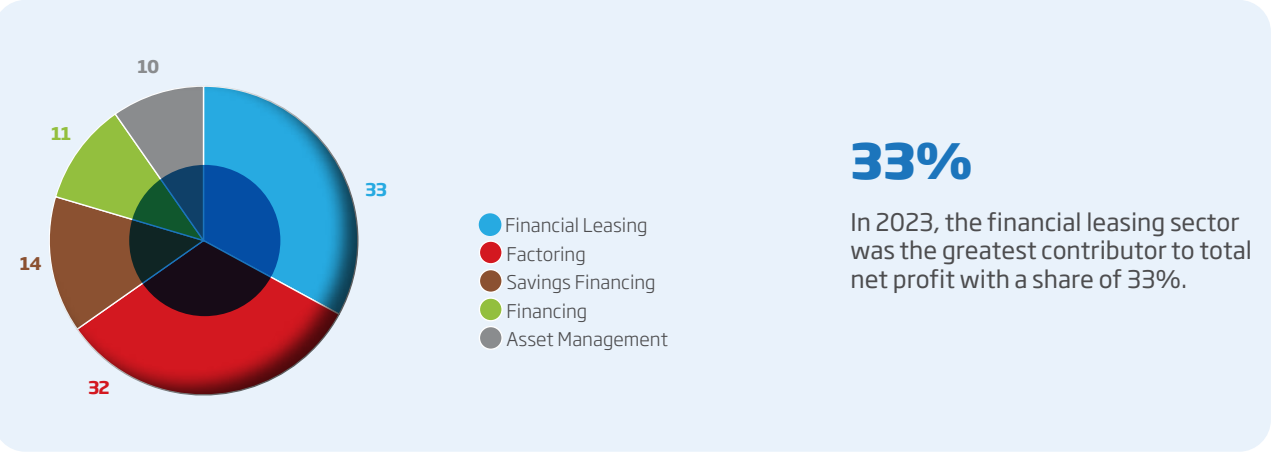 10
11
33
14
32
Financial Leasing
Factoring
Savings Financing
Financing
Asset Management
33%
In 2023, the financial leasing sector
was the greatest contributor to total
net profit with a share of 33%.